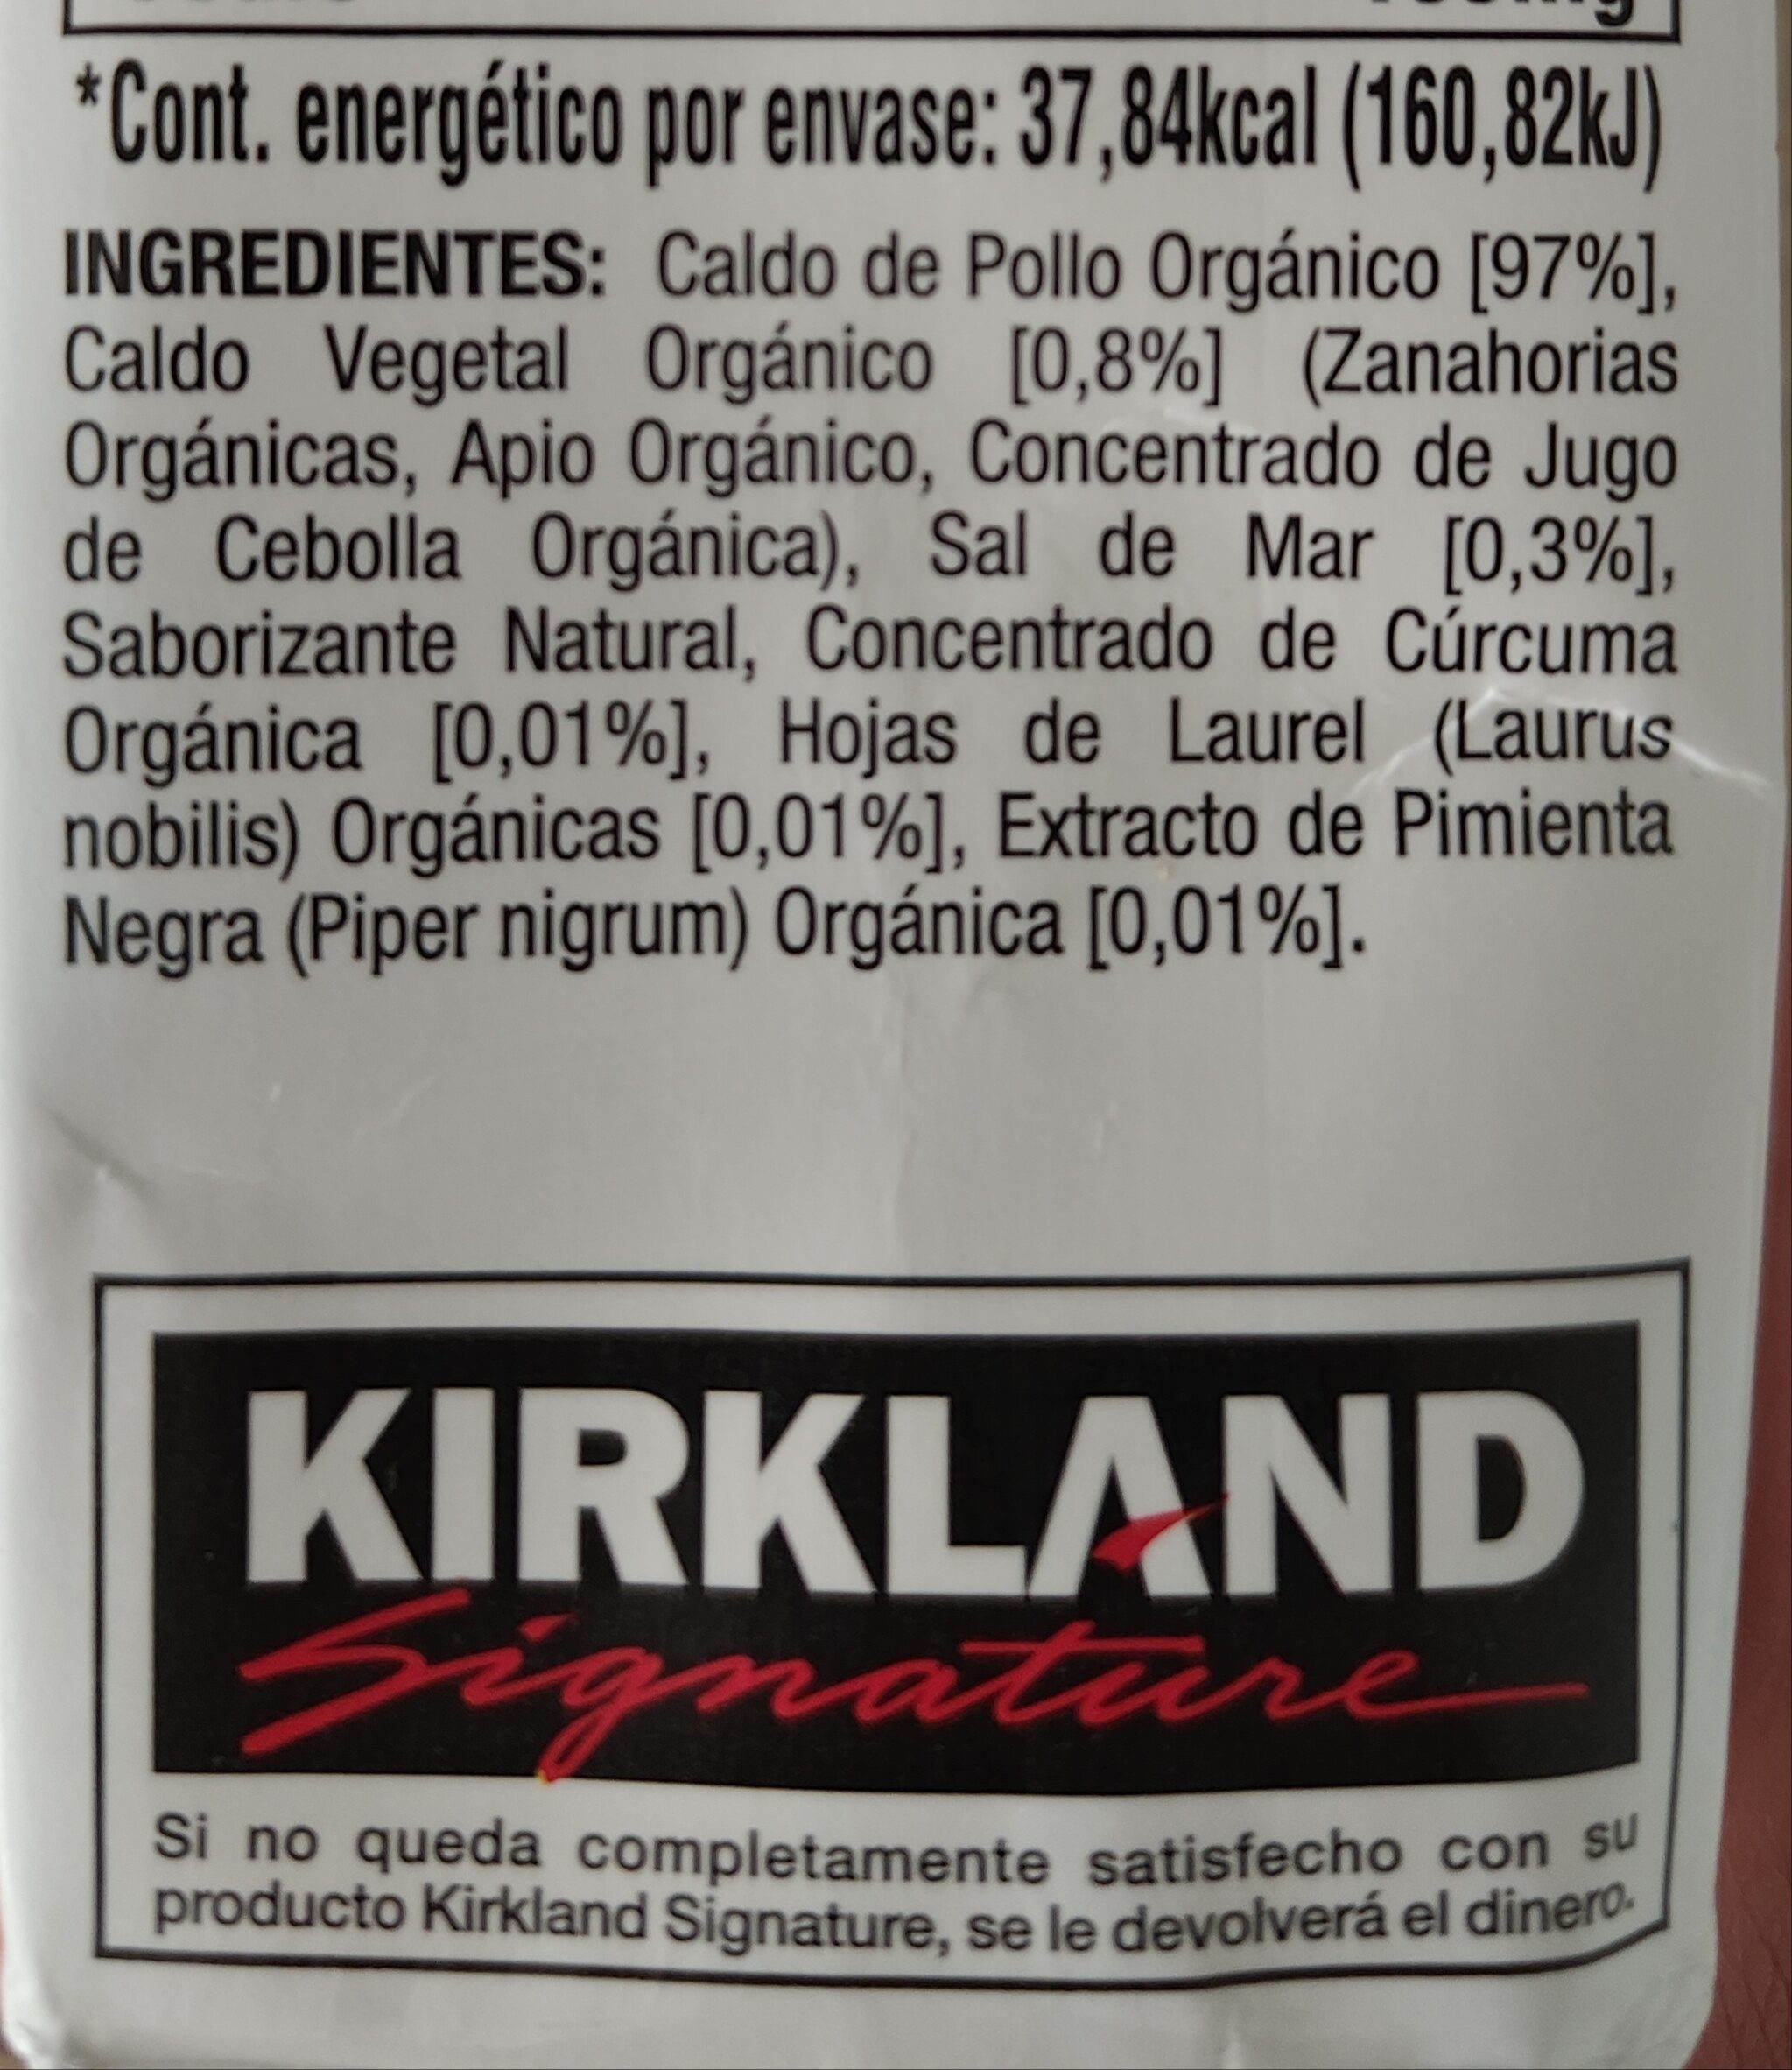 *Cont. energético por envase: 37,84kcal (160,82kJ)
INGREDIENTES: Caldo de Pollo Orgánico [97%],
Caldo Vegetal Orgánico [0,8%] (Zanahorias
Orgánicas, Apio Orgánico, Concentrado de Jugo
de Cebolla Orgánica), Sal de Mar [0,3%],
Saborizante Natural, Concentrado de Cúrcuma
Orgánica [0,01%], Hojas de Laurel (Laurus
nobilis) Orgánicas [0,01%], Extracto de Pimienta
Negra (Piper nigrum) Orgánica [0,01%].
KIRKLAND
Signature
Si no queda completamente satisfecho con su
producto Kirkland Signature, se le devolverá el dinero.